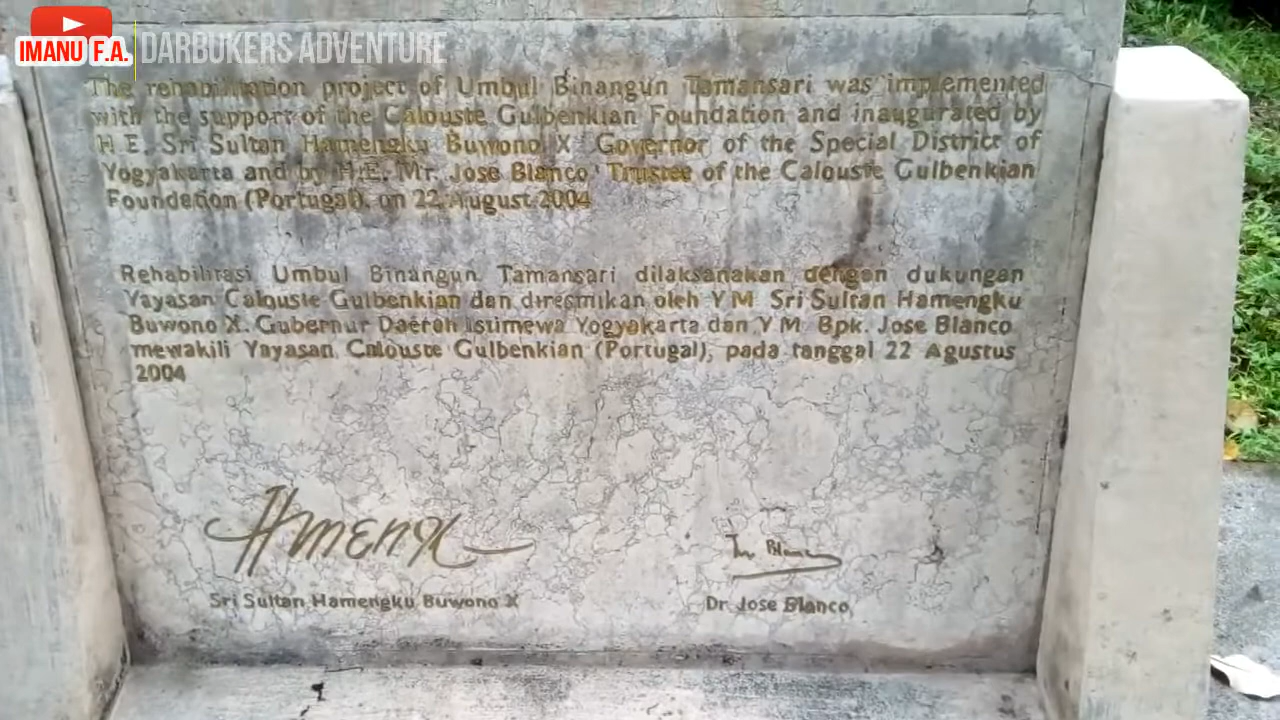 IMANU F.A. DARBUKERS ADVENTURE
The rehabilitation project of Umbul Binangun Tamansari was implemented
with the support of the Calouste Gulbenkian Foundation and inaugurated by
H.E. Sri Sultan Hamengku Buwono X Governor of the Special District of
Yogyakarta and by H.E. Mr. Jose Blanco Trustee of the Calouste Gulbenkian
Foundation (Portugal), on 22 August 2004
Rehabilitasi Umbul Binangun Tamansari dilaksanakan dengan dukungan
Yayasan Calouste Gulbenkian dan diresmikan oleh Y.M. Sri Sultan Hamengku
Buwono X. Gubernur Daerah Istimewa Yogyakarta dan Y.M. Bpk. Jose Blanco
mewakili Yayasan Calouste Gulbenkian (Portugal), pada tanggal 22 Agustus
2004
Sri Sultan Hamengku Buwono X
Dr. Jose Blanco